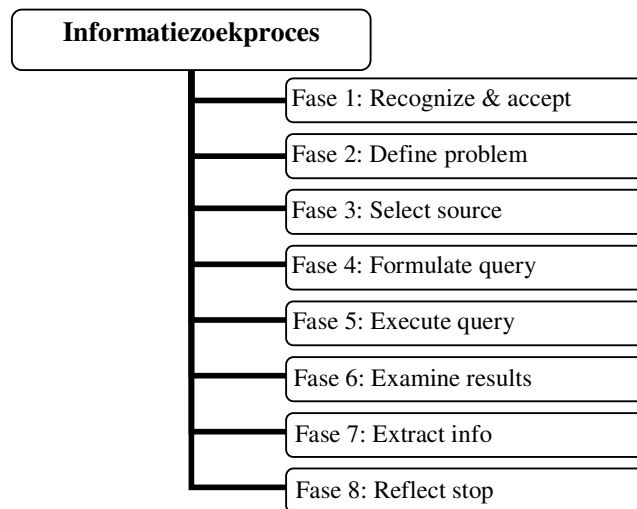 Informatiezoekproces
Fase 1: Recognize & accept
Fase 2: Define problem
Fase 3: Select source
Fase 4: Formulate query
Fase 5: Execute query
Fase 6: Examine results
Fase 7: Extract info
Fase 8: Reflect stop